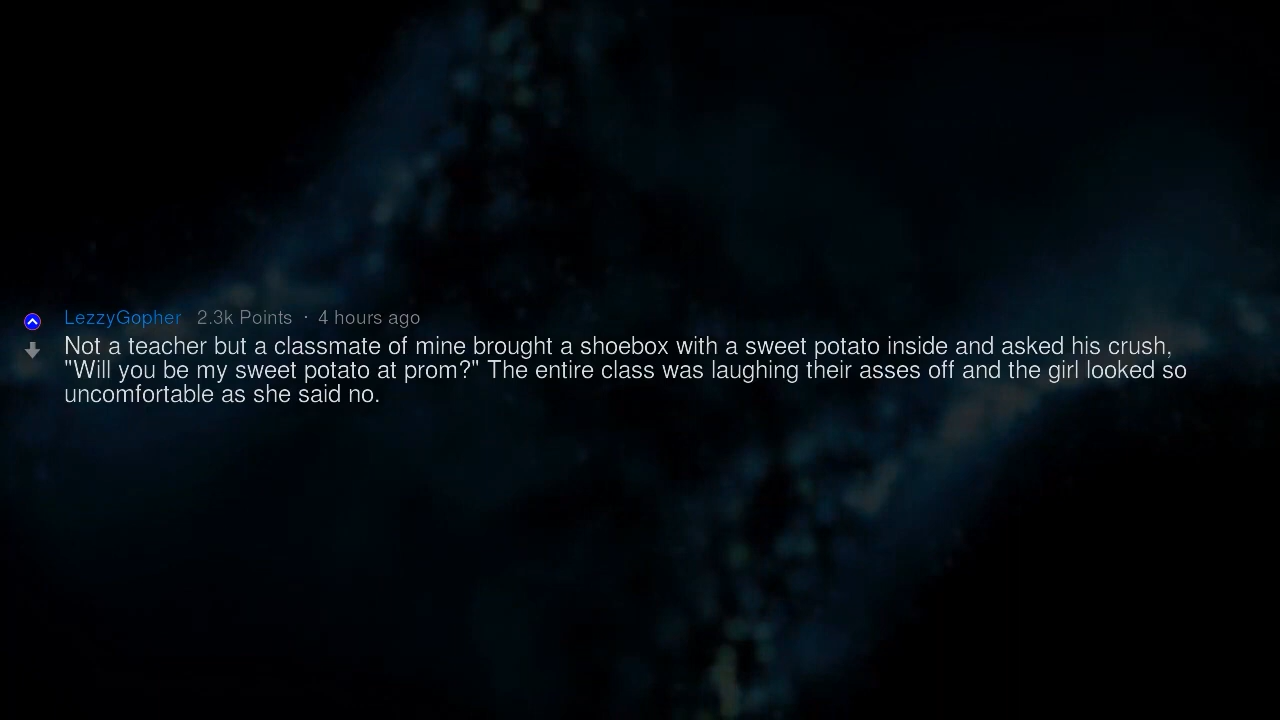 LezzyGopher 2.3k Points · 4 hours ago
Not a teacher but a classmate of mine brought a shoebox with a sweet potato inside and asked his crush,
"Will you be my sweet potato at prom?" The entire class was laughing their asses off and the girl looked so
uncomfortable as she said no.